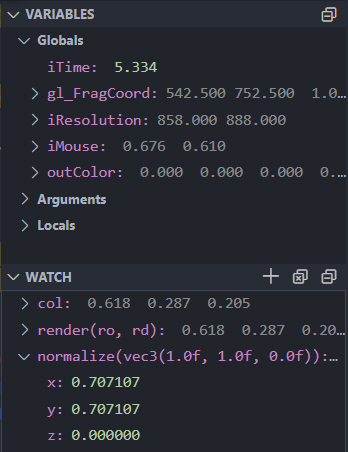 VARIABLES
Globals
iTime: 5.334
gl_FragCoord: 542.500 752.500 1.0…
iResolution: 858.000 888.000
iMouse: 0.676 0.610
outColor: 0.000 0.000 0.000 0.…
Arguments
Locals
WATCH
col: 0.618 0.287 0.205
render(ro, rd): 0.618 0.287 0.20…
normalize(vec3(1.0f, 1.0f, 0.0f)):…
x: 0.707107
y: 0.707107
z: 0.000000